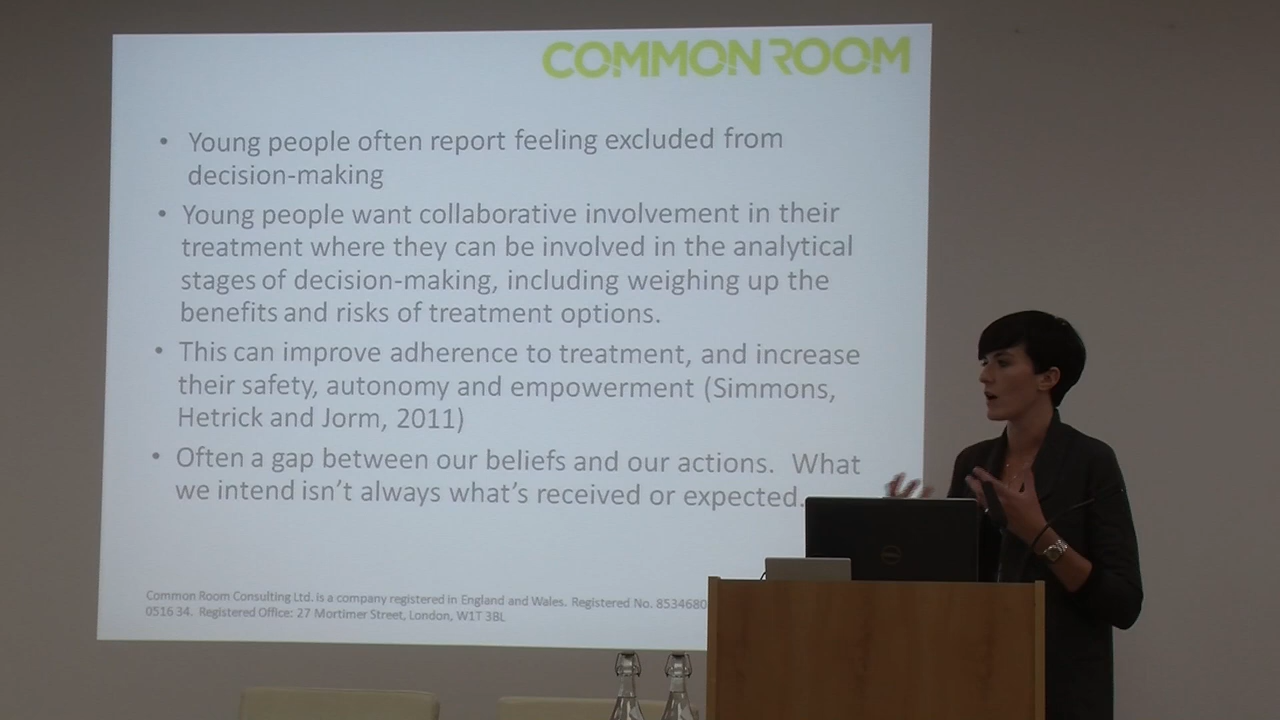 COMMON ROOM
• Young people often report feeling excluded from
decision-making
• Young people want collaborative involvement in their
treatment where they can be involved in the analytical
stages of decision-making, including weighing up the
benefits and risks of treatment options.
• This can improve adherence to treatment, and increase
their safety, autonomy and empowerment (Simmons,
Hetrick and Jorm, 2011)
• Often a gap between our beliefs and our actions.  What
we intend isn't always what's received or expected.
Common Room Consulting Ltd. is a company registered in England and Wales. Registered No. 8534680
0516 34. Registered Office: 27 Mortimer Street, London, W1T 3BL